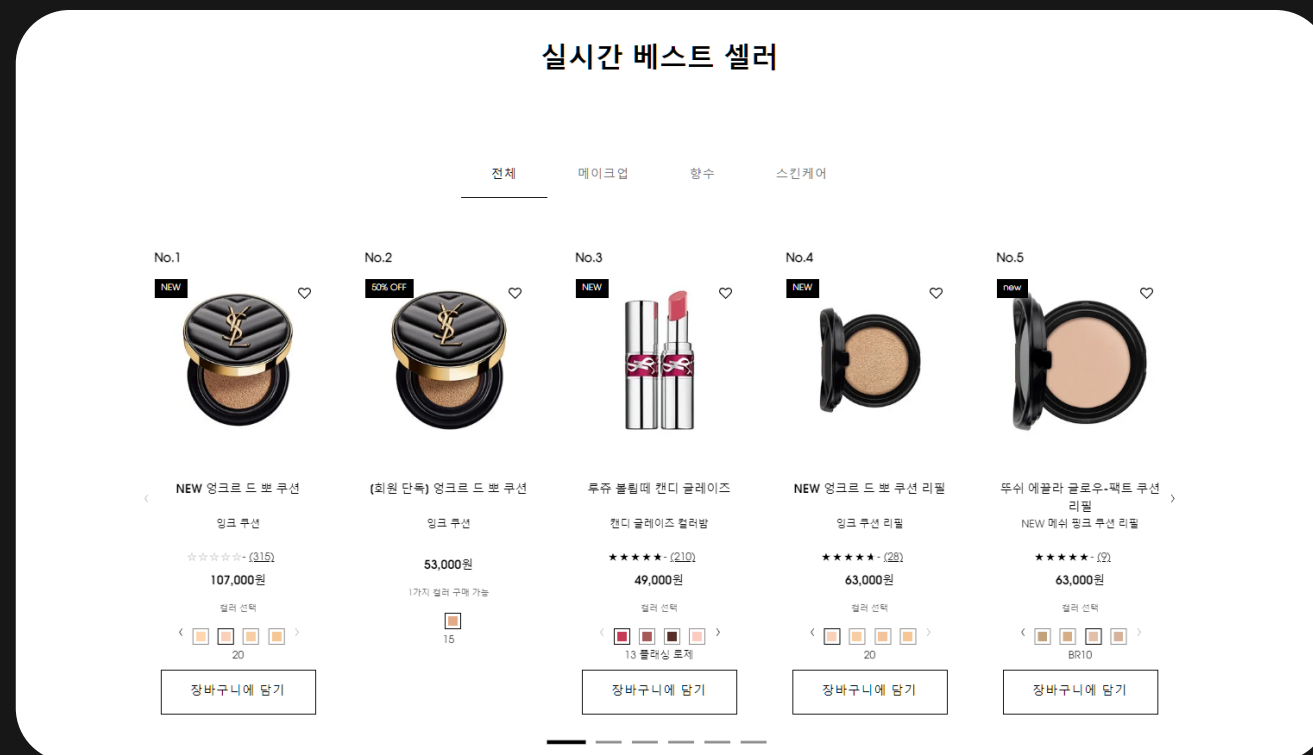 실시간 베스트 셀러
전체 메이크업 향수 스킨케어
No.1
NEW
NEW 엉크르 드 뽀 쿠션
잉크 쿠션
☆☆☆☆☆- (315)
107,000원
컬러 선택
20
장바구니에 담기
No.2
50% OFF
(회원 단독) 엉크르 드 뽀 쿠션
잉크 쿠션
53,000원
1가지 컬러 구매 가능
15
No.3
NEW
루쥬 볼륍떼 캔디 글레이즈
캔디 글레이즈 컬러밤
★★★★★- (210)
49,000원
컬러 선택
13 플래싱 로제
장바구니에 담기
No.4
NEW
NEW 엉크르 드 뽀 쿠션 리필
잉크 쿠션 리필
★★★★★- (28)
63,000원
컬러 선택
20
장바구니에 담기
No.5
new
뚜쉬 에끌라 글로우-팩트 쿠션
리필
NEW 메쉬 핑크 쿠션 리필
★★★★★- (9)
63,000원
컬러 선택
BR10
장바구니에 담기